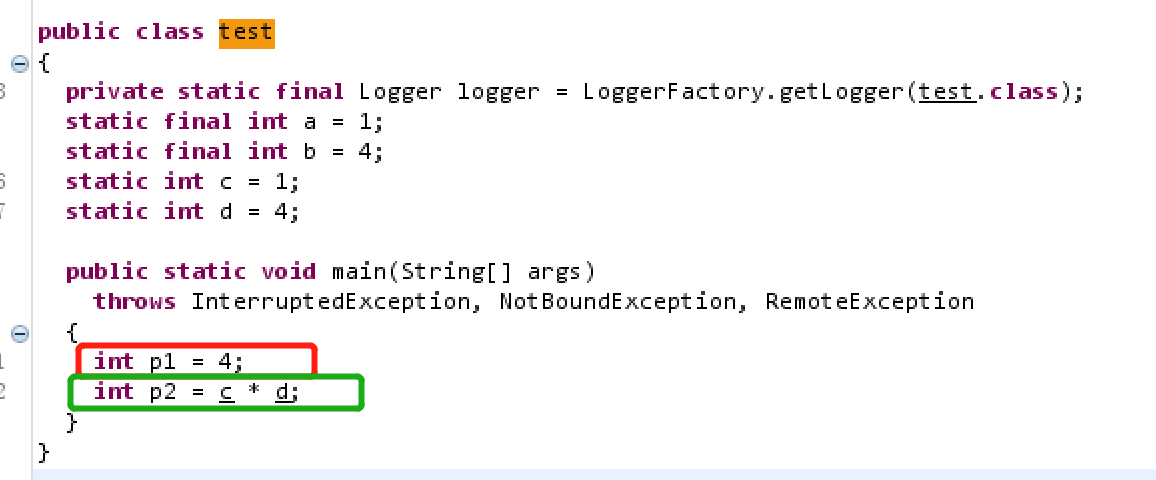 public class test
{
private static final Logger logger = LoggerFactory.getLogger(test.class);
static final int a = 1;
static final int b = 4;
static int c = 1;
static int d = 4;
public static void main(String[] args)
throws InterruptedException, NotBoundException, RemoteException
{
int p1 = 4;
int p2 = c * d;
}
}